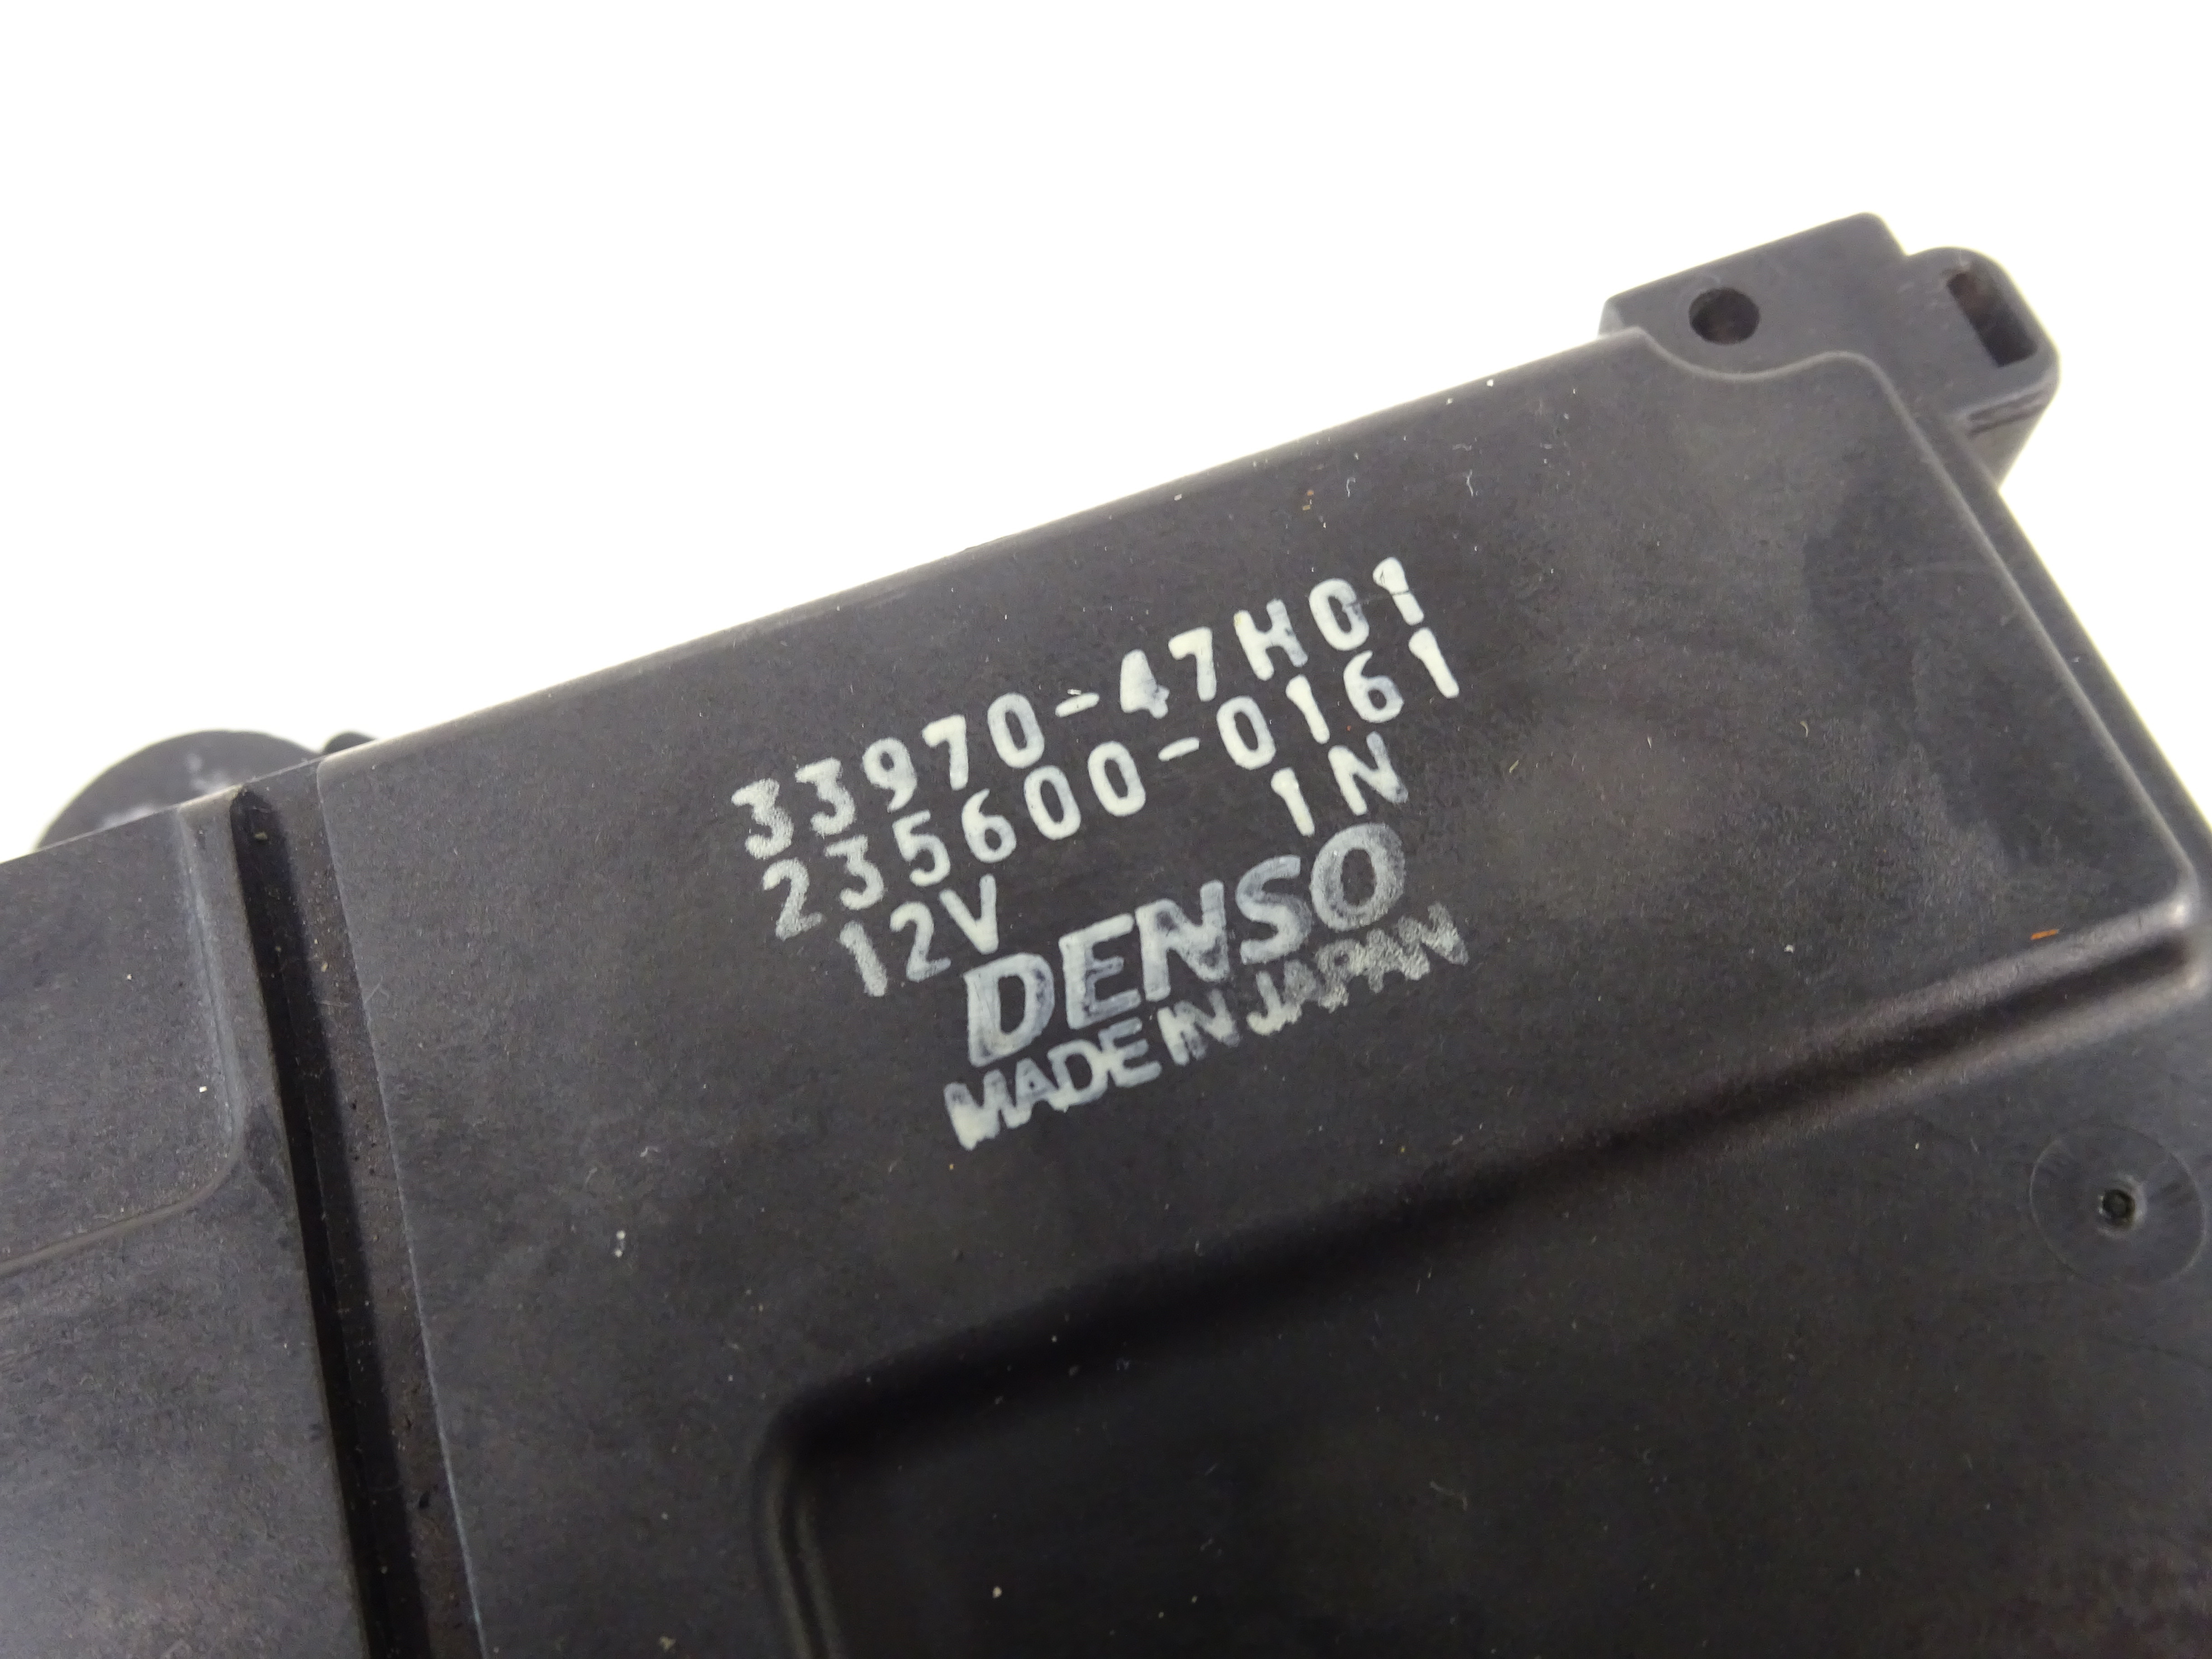 33970-47H01
235600-0161
12V 1N
DENSO
MADE IN JAPAN